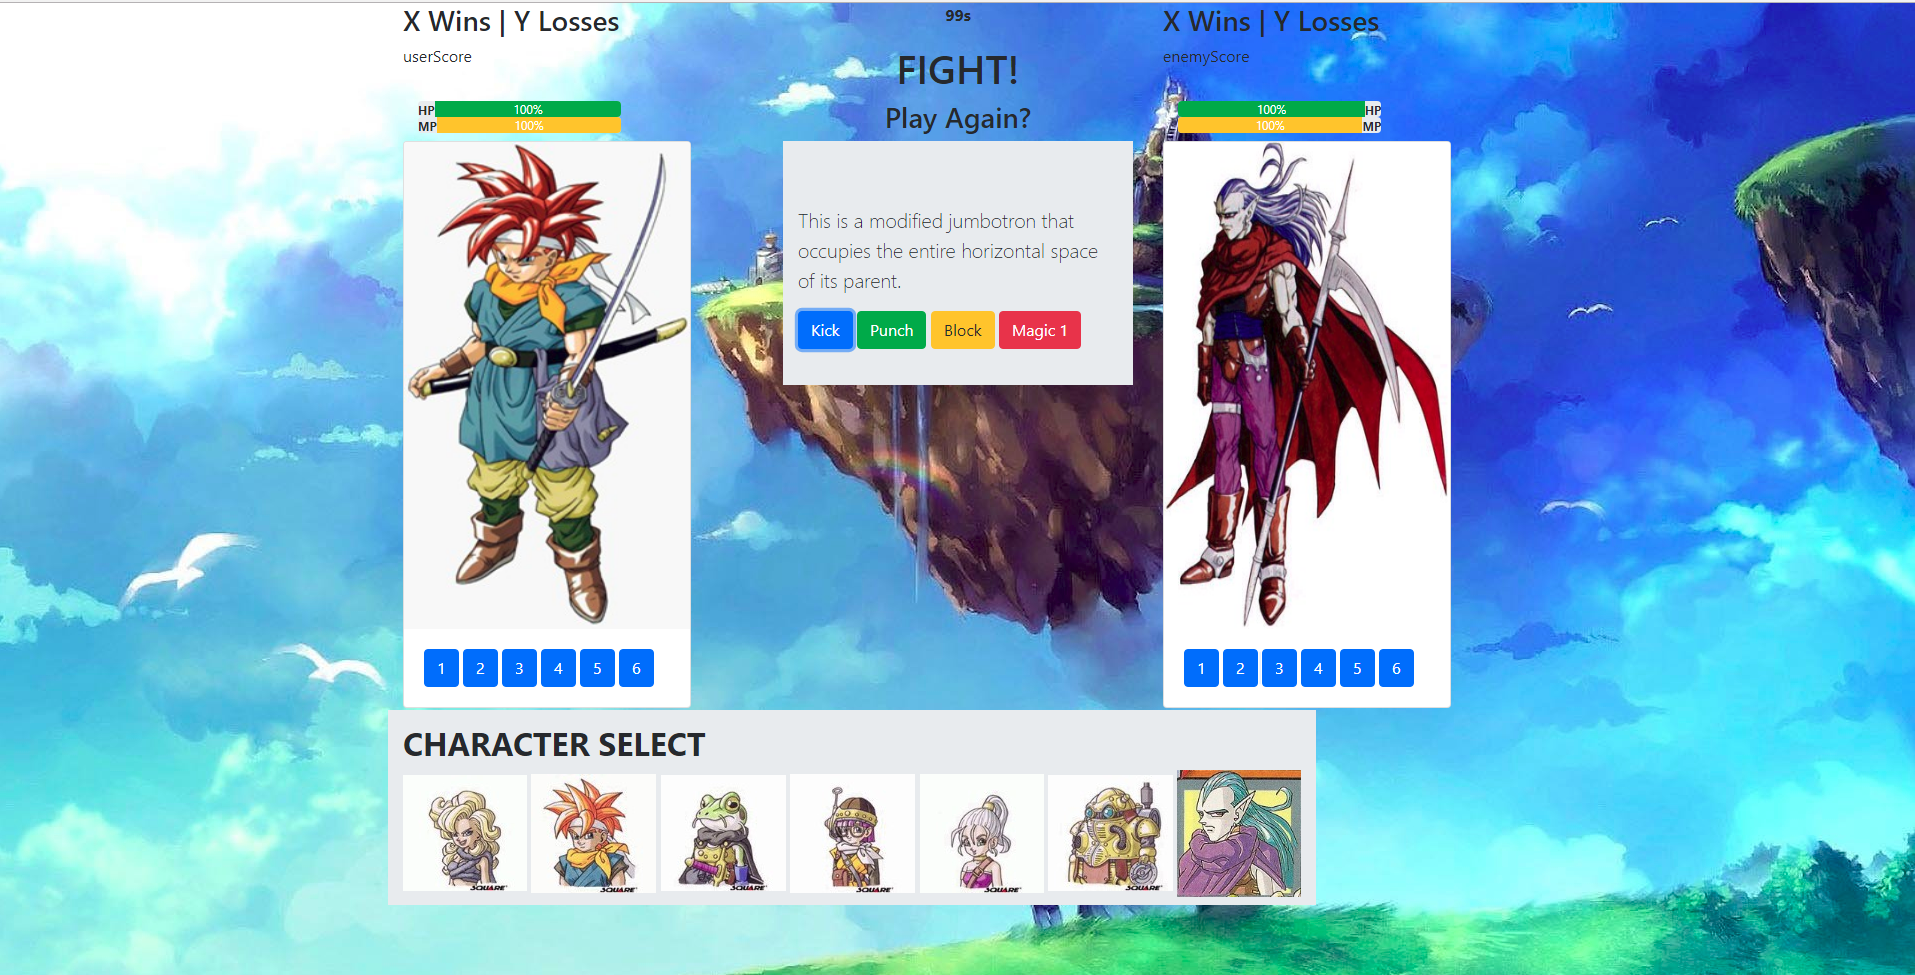 X Wins | Y Losses
userScore
HP 100%
MP 100%
99s
FIGHT!
Play Again?
X Wins | Y Losses
enemyScore
100% HP
100% MP
This is a modified jumbotron that
occupies the entire horizontal space
of its parent.
Kick Punch Block Magic 1
1 2 3 4 5 6
1 2 3 4 5 6
CHARACTER SELECT
SQUARE SQUARE SQUARE SQUARE SQUARE SQUARE